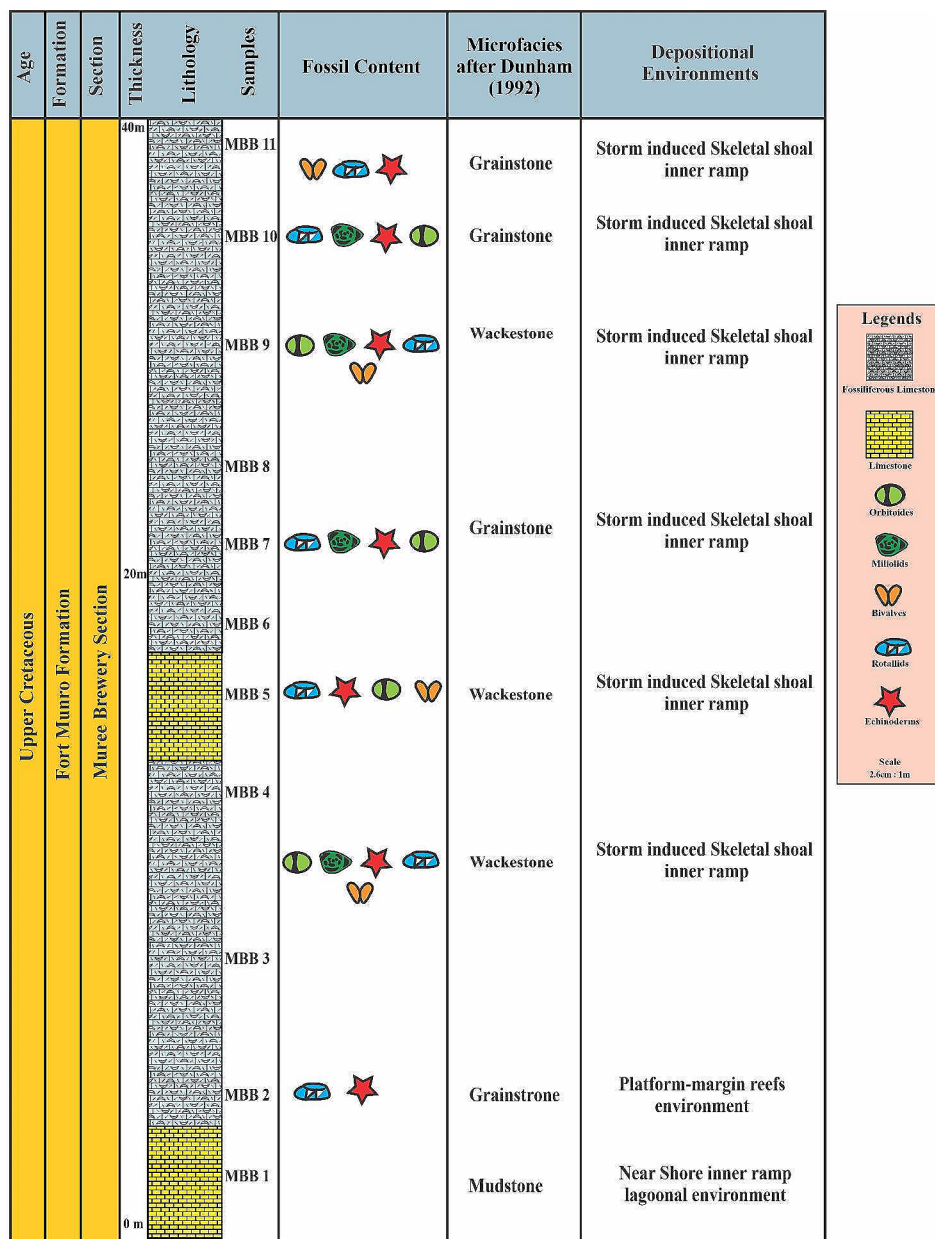 Age
Formation
Section
Thickness
Lithology
Samples
Fossil Content
Microfacies
after Dunham
(1992)
Depositional
Environments
Upper Cretaceous
Fort Munro Formation
Muree Brewery Section
40m
20m
0 m
MBB 11
Grainstone
Storm induced Skeletal shoal
inner ramp
MBB 10
Grainstone
Storm induced Skeletal shoal
inner ramp
MBB 9
Wackestone
Storm induced Skeletal shoal
inner ramp
MBB 8
MBB 7
Grainstone
Storm induced Skeletal shoal
inner ramp
MBB 6
MBB 5
Wackestone
Storm induced Skeletal shoal
inner ramp
MBB 4
Wackestone
Storm induced Skeletal shoal
inner ramp
MBB 3
MBB 2
Grainstrone
Platform-margin reefs
environment
MBB 1
Mudstone
Near Shore inner ramp
lagoonal environment
Legends
Fossiliferous Limeston
Limestone
Orbitoides
Miliolids
Bivalves
Rotallids
Echinoderms
Scale
2.6cm : 1m